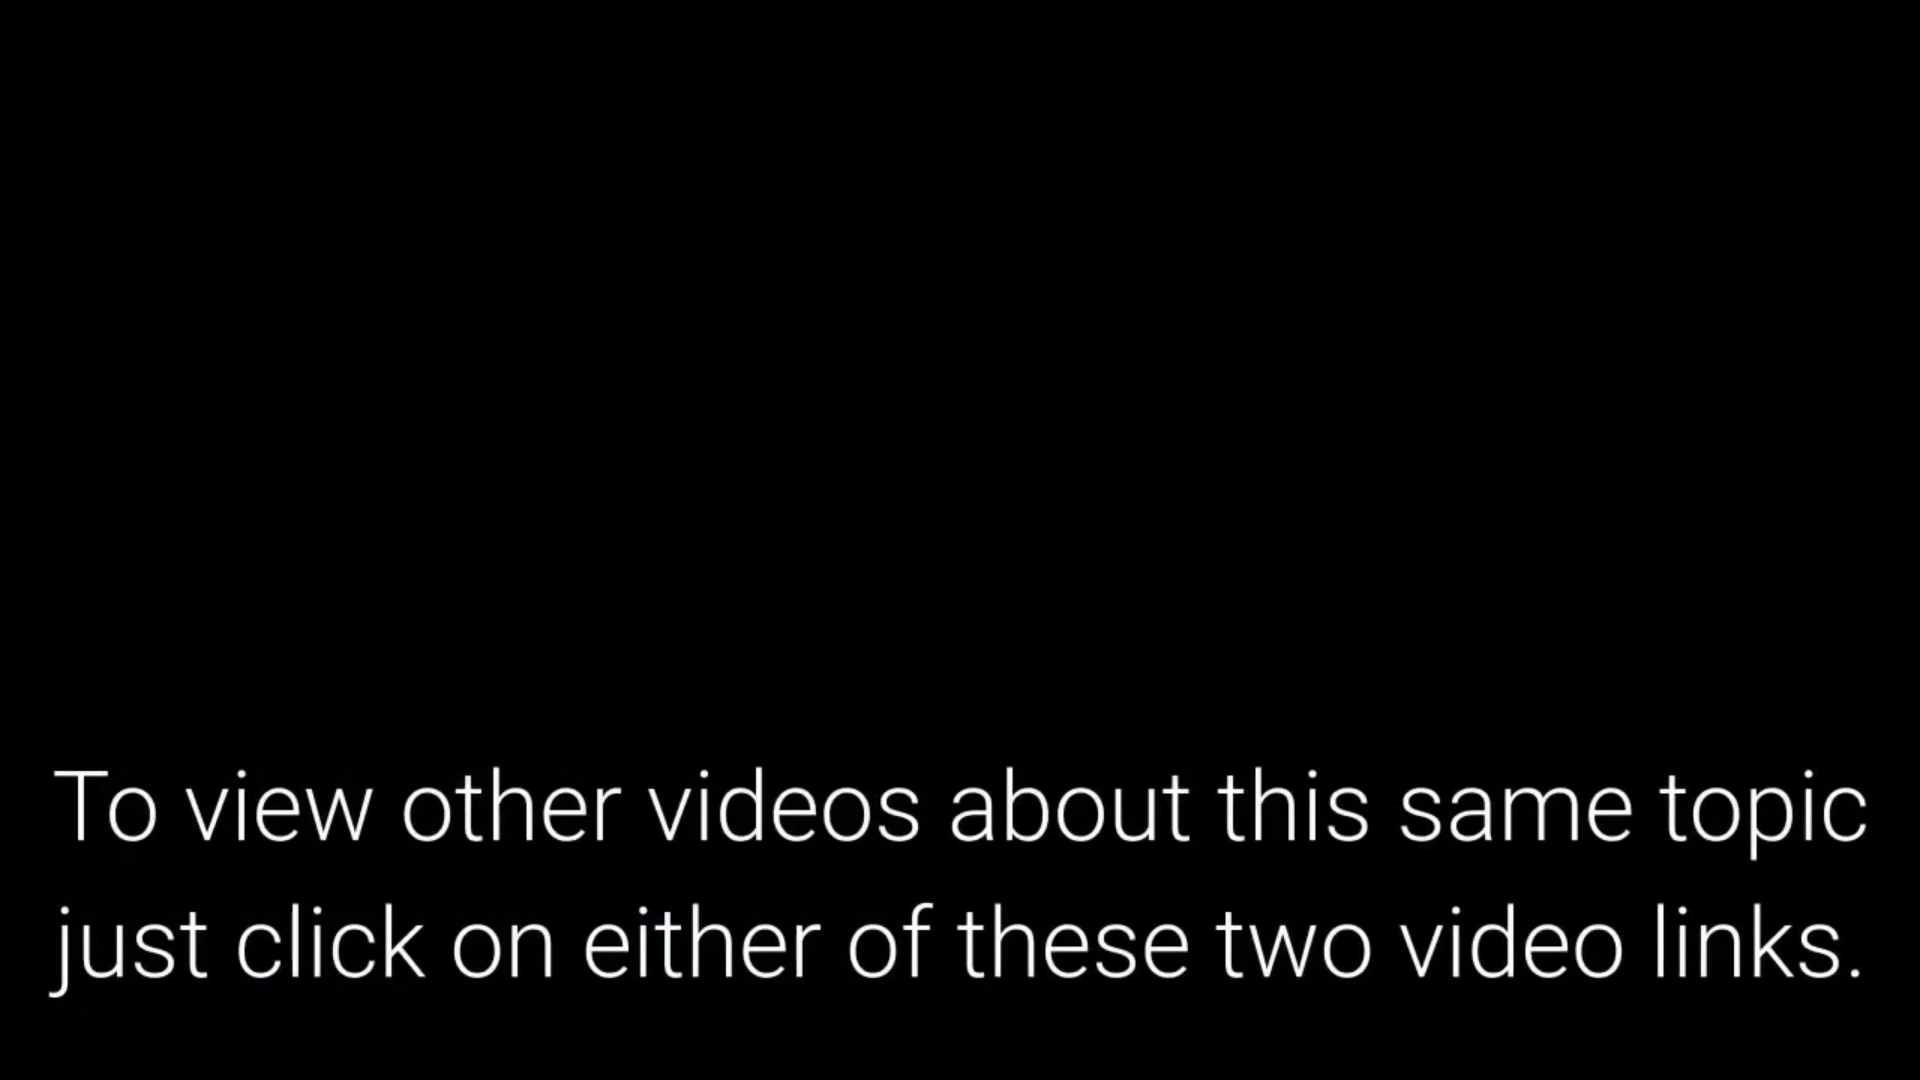 To view other videos about this same topic
just click on either of these two video links.